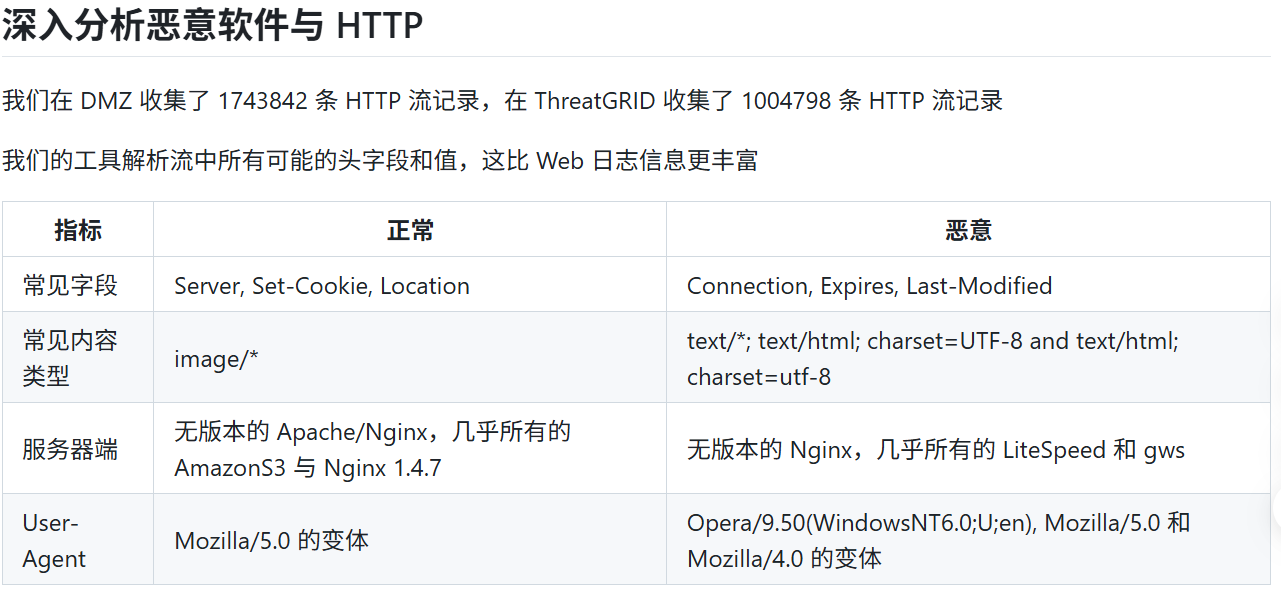 深入分析恶意软件与 HTTP
我们在 DMZ 收集了 1743842 条 HTTP 流记录，在 ThreatGRID 收集了 1004798 条 HTTP 流记录
我们的工具解析流中所有可能的头字段和值，这比 Web 日志信息更丰富
指标 正常 恶意
常见字段 Server, Set-Cookie, Location Connection, Expires, Last-Modified
常见内容
类型
image/*
text/*; text/html; charset=UTF-8 and text/html;
charset=utf-8
服务器端
无版本的 Apache/Nginx，几乎所有的
AmazonS3 与 Nginx 1.4.7
无版本的 Nginx，几乎所有的 LiteSpeed 和 gws
User-
Agent
Mozilla/5.0 的变体
Opera/9.50(WindowsNT6.0;U;en), Mozilla/5.0 和
Mozilla/4.0 的变体